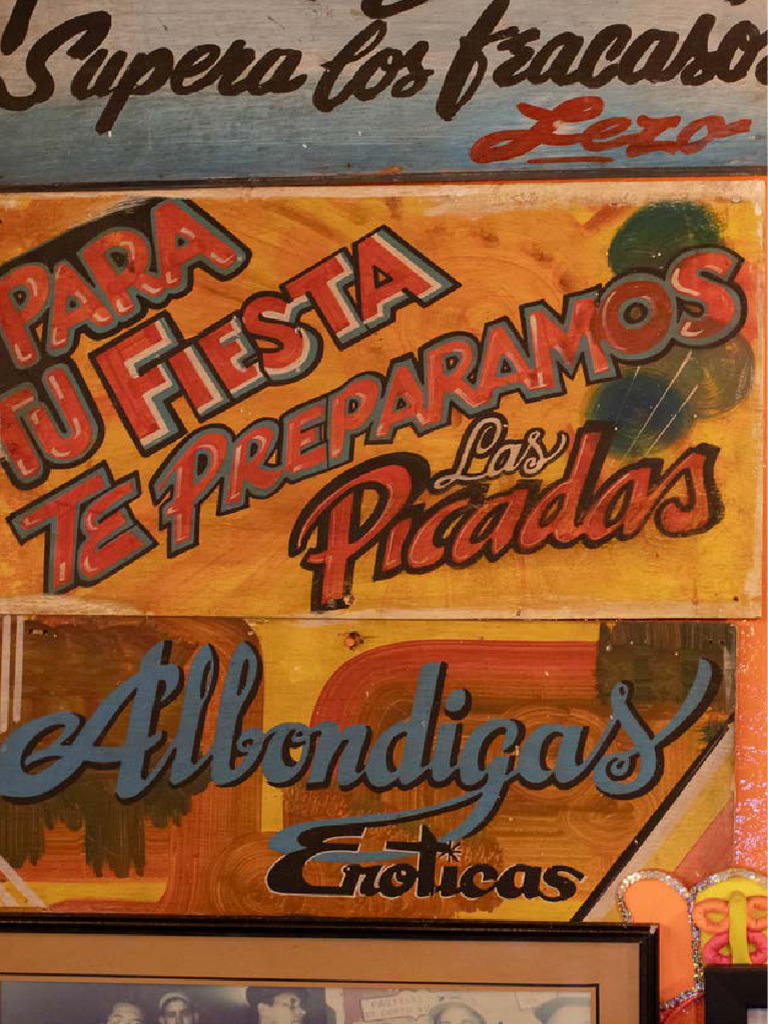 Supera los fracasos
Lezo
PARA
TU FIESTA
TE PREPARAMOS
Las
Picadas
Albondigas
Eroticas